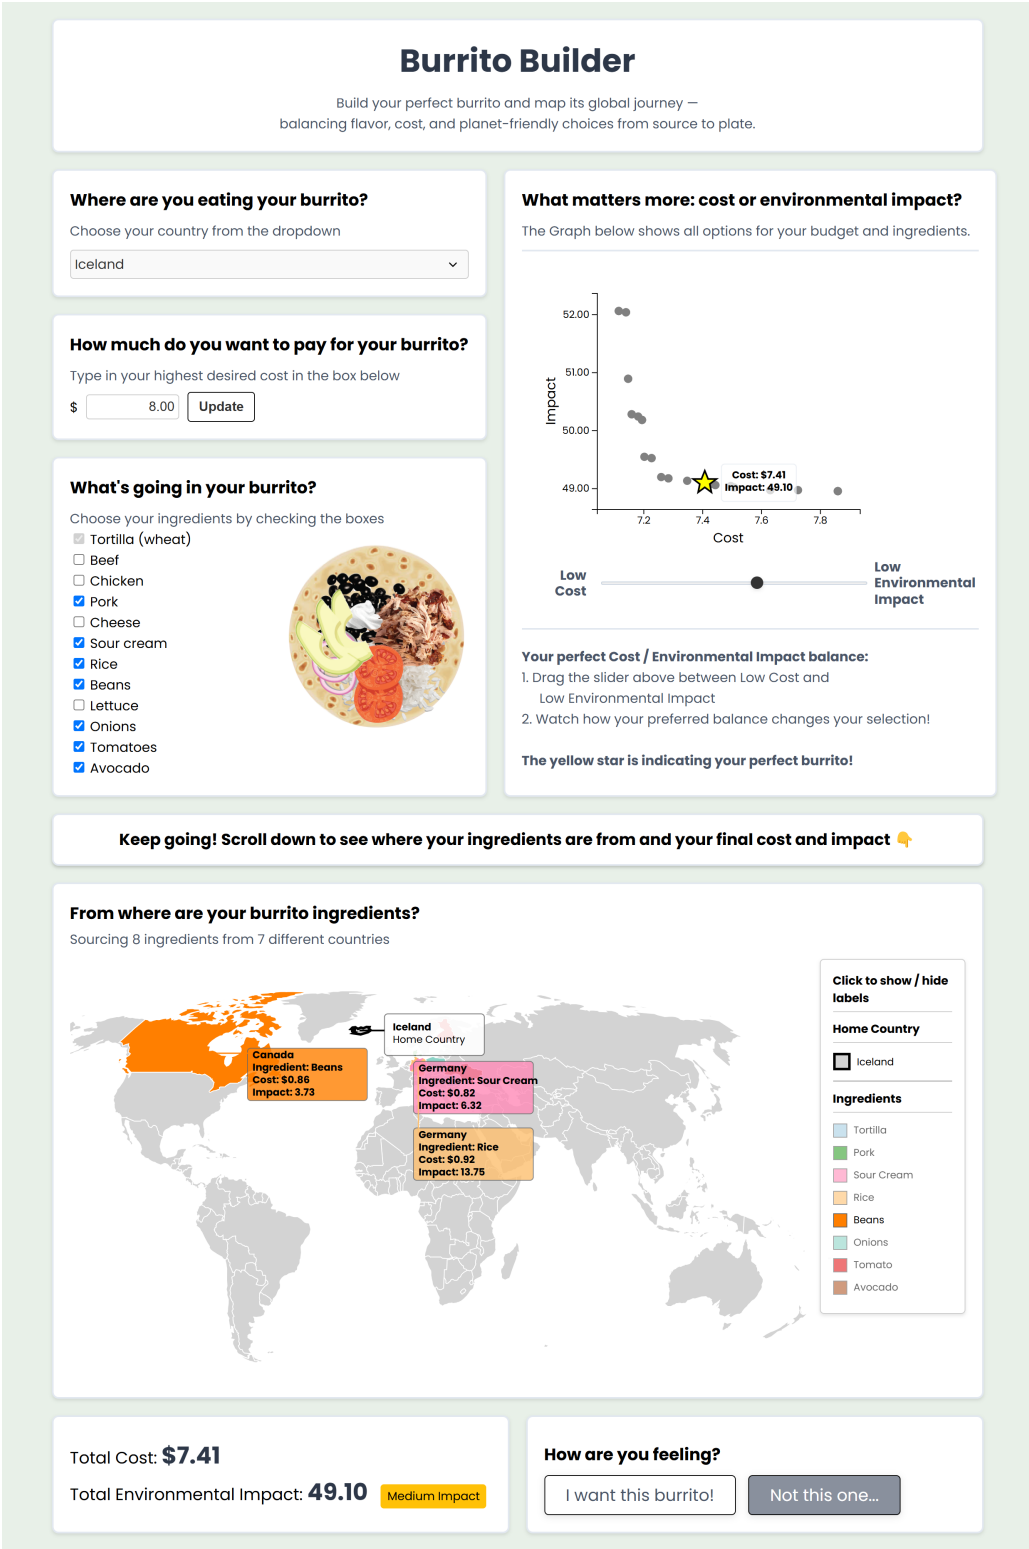 Burrito Builder
Build your perfect burrito and map its global journey —
balancing flavor, cost, and planet-friendly choices from source to plate.
Where are you eating your burrito?
Choose your country from the dropdown
Iceland
How much do you want to pay for your burrito?
Type in your highest desired cost in the box below
$ 8.00 Update
What's going in your burrito?
Choose your ingredients by checking the boxes
Tortilla (wheat)
Beef
Chicken
Pork
Cheese
Sour cream
Rice
Beans
Lettuce
Onions
Tomatoes
Avocado
What matters more: cost or environmental impact?
The Graph below shows all options for your budget and ingredients.
52.00
51.00
50.00
49.00
Impact
Cost: $7.41
Impact: 49.10
7.2 7.4 7.6 7.8
Cost
Low
Cost
Low
Environmental
Impact
Your perfect Cost / Environmental Impact balance:
1. Drag the slider above between Low Cost and
Low Environmental Impact
2. Watch how your preferred balance changes your selection!
The yellow star is indicating your perfect burrito!
Keep going! Scroll down to see where your ingredients are from and your final cost and impact 👇
From where are your burrito ingredients?
Sourcing 8 ingredients from 7 different countries
Iceland
Home Country
Canada
Ingredient: Beans
Cost: $0.86
Impact: 3.73
Germany
Ingredient: Sour Cream
Cost: $0.82
Impact: 6.32
Germany
Ingredient: Rice
Cost: $0.92
Impact: 13.75
Click to show / hide
labels
Home Country
Iceland
Ingredients
Tortilla
Pork
Sour Cream
Rice
Beans
Onions
Tomato
Avocado
Total Cost: $7.41
Total Environmental Impact: 49.10 Medium Impact
How are you feeling?
I want this burrito! Not this one...